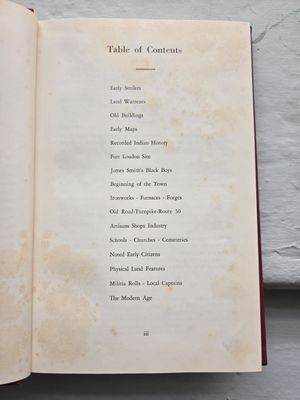 Table of Contents
Early Settlers
Land Warrants
Old Buildings
Early Maps
Recorded Indian History
Fort Loudon Site
James Smith's Black Boys
Beginning of the Town
Ironworks - Furnaces - Forges
Old Road-Turnpike-Route 30
Artisans Shops Industry
Schools - Churches - Cemeteries
Noted Early Citizens
Physical Land Features
Militia Rolls - Local Captains
The Modern Age
iii